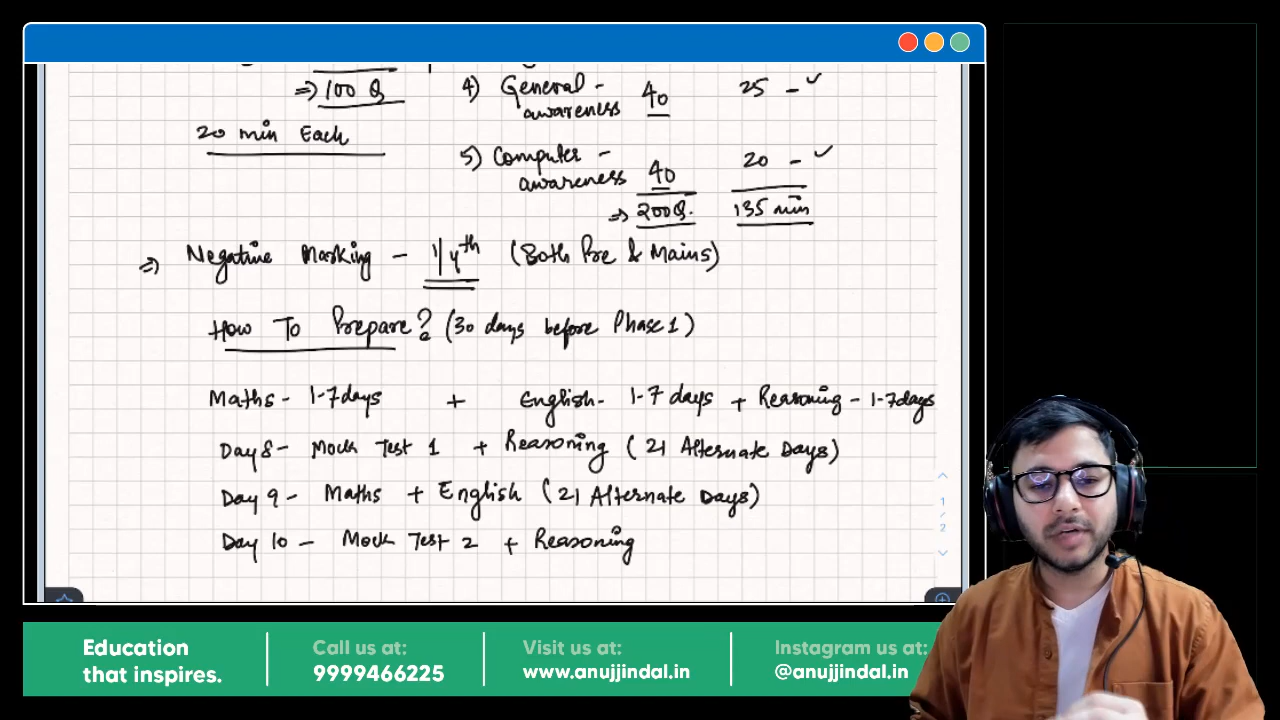 => 100 Q
4) General - 40 25 - ✓
awareness
20 min Each
5) Computer - 40 20 - ✓
awareness
=> 200Q. 135 min
=> Negative Marking - 1/4th (Both Pre & Mains)
How To Prepare? (30 days before Phase 1)
Maths - 1-7 days + English - 1-7 days + Reasoning - 1-7 days
Day 8 - Mock Test 1 + Reasoning (21 Alternate Days)
Day 9 - Maths + English (21 Alternate Days)
Day 10 - Mock Test 2 + Reasoning
1
/
2
Education
that inspires.
Call us at:
9999466225
Visit us at:
www.anujjindal.in
Instagram us at:
@anujjindal.in